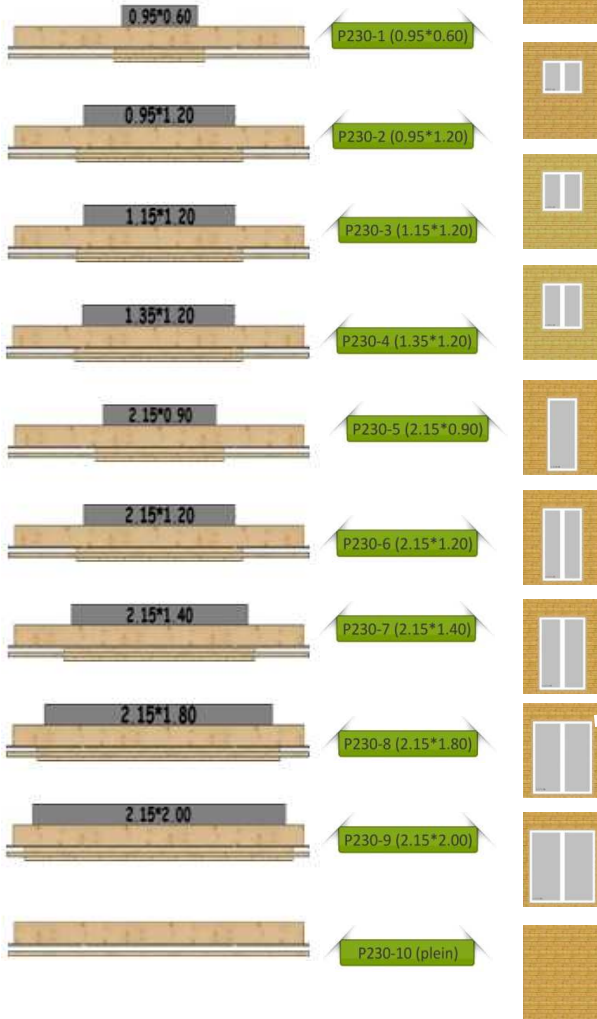 0.95*0.60
P230-1 (0.95*0.60)
0.95*1.20
P230-2 (0.95*1.20)
1.15*1.20
P230-3 (1.15*1.20)
1.35*1.20
P230-4 (1.35*1.20)
2.15*0.90
P230-5 (2.15*0.90)
2.15*1.20
P230-6 (2.15*1.20)
2.15*1.40
P230-7 (2.15*1.40)
2.15*1.80
P230-8 (2.15*1.80)
2.15*2.00
P230-9 (2.15*2.00)
P230-10 (plein)